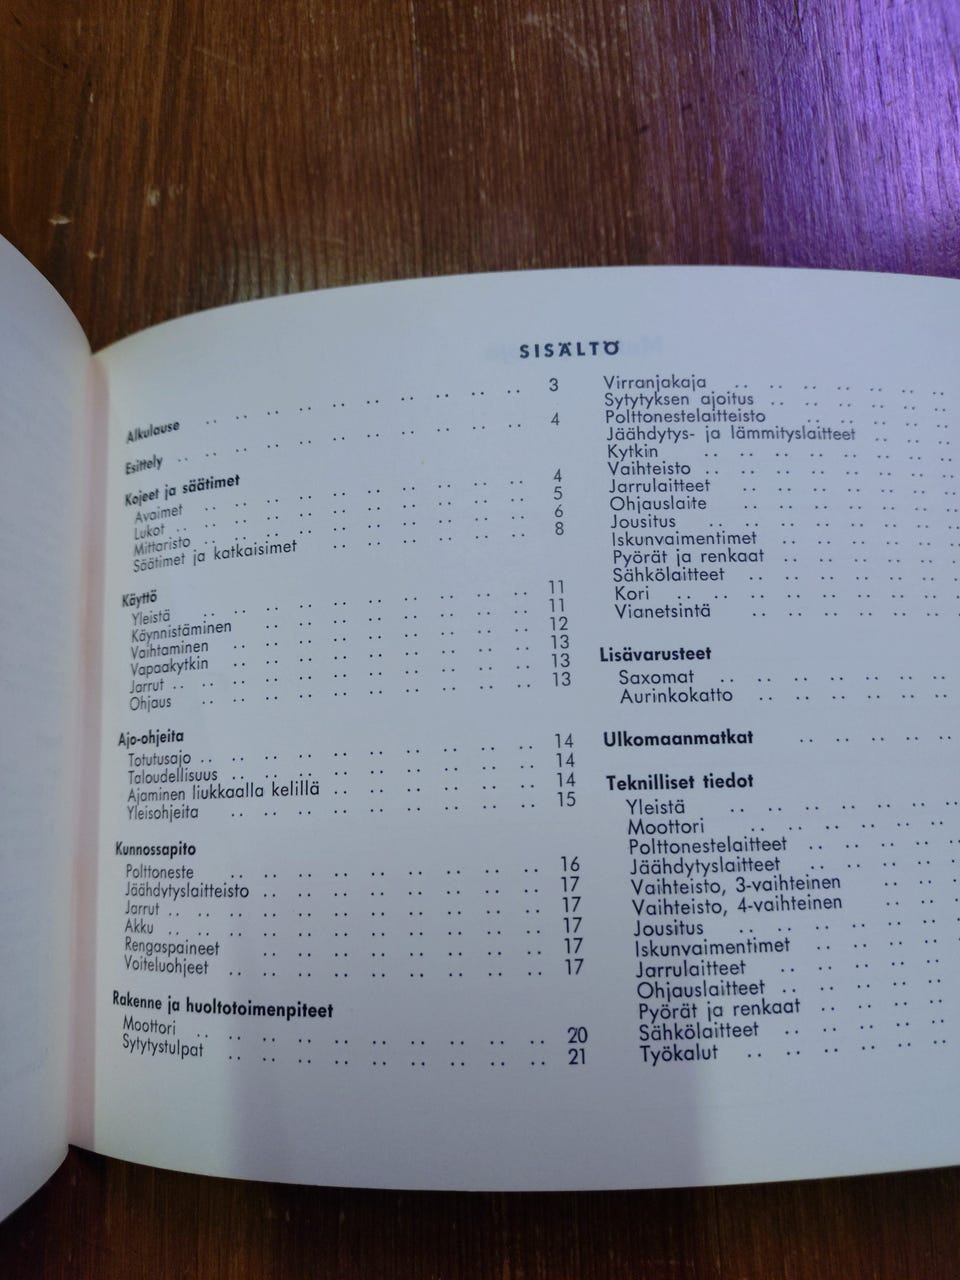 SISÄLTÖ
Alkulause .. .. .. .. .. .. .. .. .. .. 3
Esittely .. .. .. .. .. .. .. .. .. .. .. 4
Kojeet ja säätimet
Avaimet .. .. .. .. .. .. .. .. .. .. 4
Lukot .. .. .. .. .. .. .. .. .. .. .. 5
Mittaristo .. .. .. .. .. .. .. .. .. .. 6
Säätimet ja katkaisimet .. .. .. .. .. .. 8
Käyttö
Yleistä .. .. .. .. .. .. .. .. .. .. 11
Käynnistäminen .. .. .. .. .. .. .. .. .. 11
Vaihtaminen .. .. .. .. .. .. .. .. .. 12
Vapaakytkin .. .. .. .. .. .. .. .. .. 13
Jarrut .. .. .. .. .. .. .. .. .. .. .. 13
Ohjaus .. .. .. .. .. .. .. .. .. .. 13
Ajo-ohjeita
Totutusajo .. .. .. .. .. .. .. .. .. .. 14
Taloudellisuus .. .. .. .. .. .. .. .. .. 14
Ajaminen liukkaalla kelillä .. .. .. .. .. .. 14
Yleisohjeita .. .. .. .. .. .. .. .. .. 15
Kunnossapito
Polttoneste .. .. .. .. .. .. .. .. .. 16
Jäähdytyslaitteisto .. .. .. .. .. .. .. .. 17
Jarrut .. .. .. .. .. .. .. .. .. .. .. 17
Akku .. .. .. .. .. .. .. .. .. .. .. 17
Rengaspaineet .. .. .. .. .. .. .. .. 17
Voiteluohjeet .. .. .. .. .. .. .. .. .. 17
Rakenne ja huoltotoimenpiteet
Moottori .. .. .. .. .. .. .. .. .. .. 20
Sytytystulpat .. .. .. .. .. .. .. .. .. 21
Virranjakaja .. .. .. .. .. .. ..
Sytytyksen ajoitus .. .. .. .. .. ..
Polttonestelaitteisto .. .. .. .. ..
Jäähdytys- ja lämmityslaitteet .. .. ..
Kytkin .. .. .. .. .. .. .. ..
Vaihteisto .. .. .. .. .. .. .. ..
Jarrulaitteet .. .. .. .. .. .. ..
Ohjauslaite .. .. .. .. .. .. ..
Jousitus .. .. .. .. .. .. .. ..
Iskunvaimentimet .. .. .. .. .. ..
Pyörät ja renkaat .. .. .. .. .. ..
Sähkölaitteet .. .. .. .. .. .. ..
Kori .. .. .. .. .. .. .. .. ..
Vianetsintä .. .. .. .. .. .. ..
Lisävarusteet
Saxomat .. .. .. .. .. .. .. ..
Aurinkokatto .. .. .. .. .. .. ..
Ulkomaanmatkat .. .. .. .. .. ..
Teknilliset tiedot
Yleistä .. .. .. .. .. .. ..
Moottori .. .. .. .. .. .. ..
Polttonestelaitteet .. .. .. .. ..
Jäähdytyslaitteet .. .. .. .. ..
Vaihteisto, 3-vaihteinen .. .. ..
Vaihteisto, 4-vaihteinen .. .. ..
Jousitus .. .. .. .. .. .. ..
Iskunvaimentimet .. .. .. .. ..
Jarrulaitteet .. .. .. .. .. ..
Ohjauslaitteet .. .. .. .. .. ..
Pyörät ja renkaat .. .. .. .. ..
Sähkölaitteet .. .. .. .. .. ..
Työkalut .. .. .. .. .. .. ..